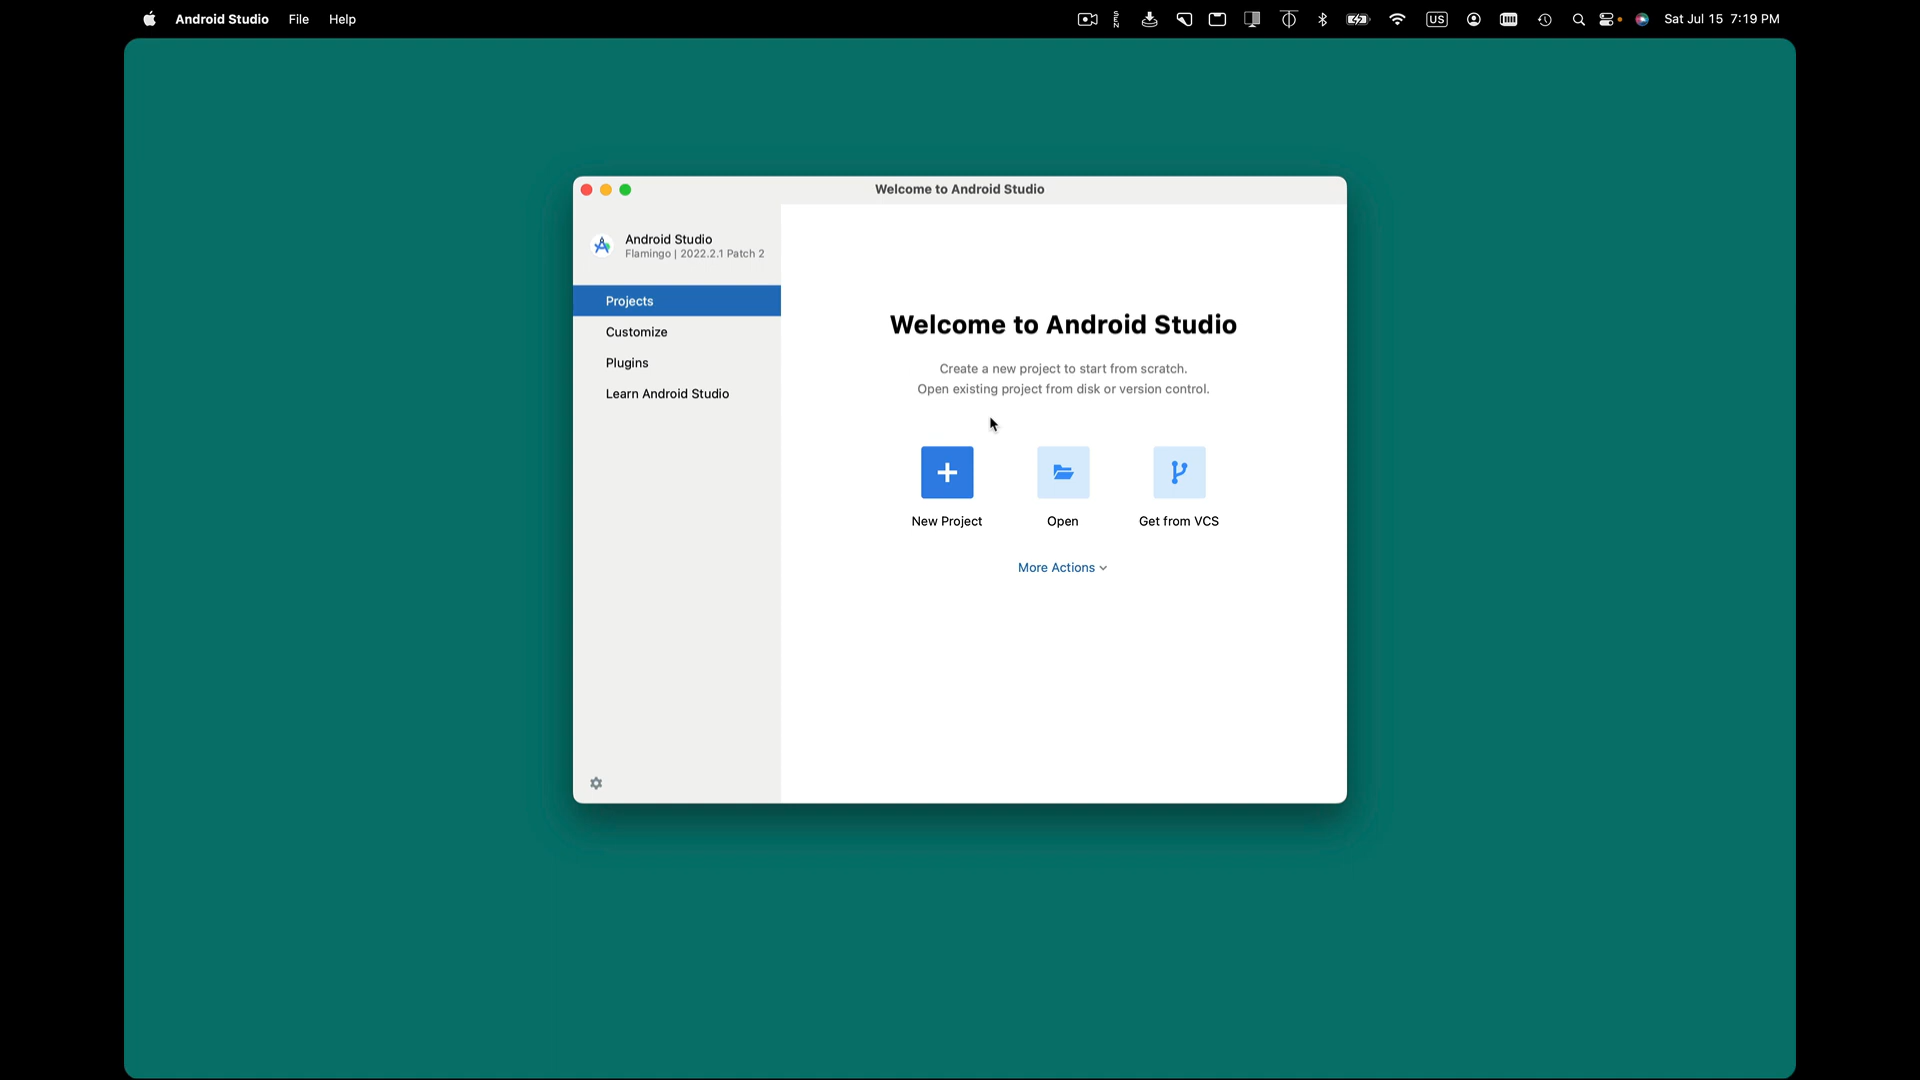 Android Studio File Help
US
Sat Jul 15 7:19 PM
Welcome to Android Studio
Android Studio
Flamingo | 2022.2.1 Patch 2
Projects
Customize
Plugins
Learn Android Studio
Welcome to Android Studio
Create a new project to start from scratch.
Open existing project from disk or version control.
New Project
Open
Get from VCS
More Actions